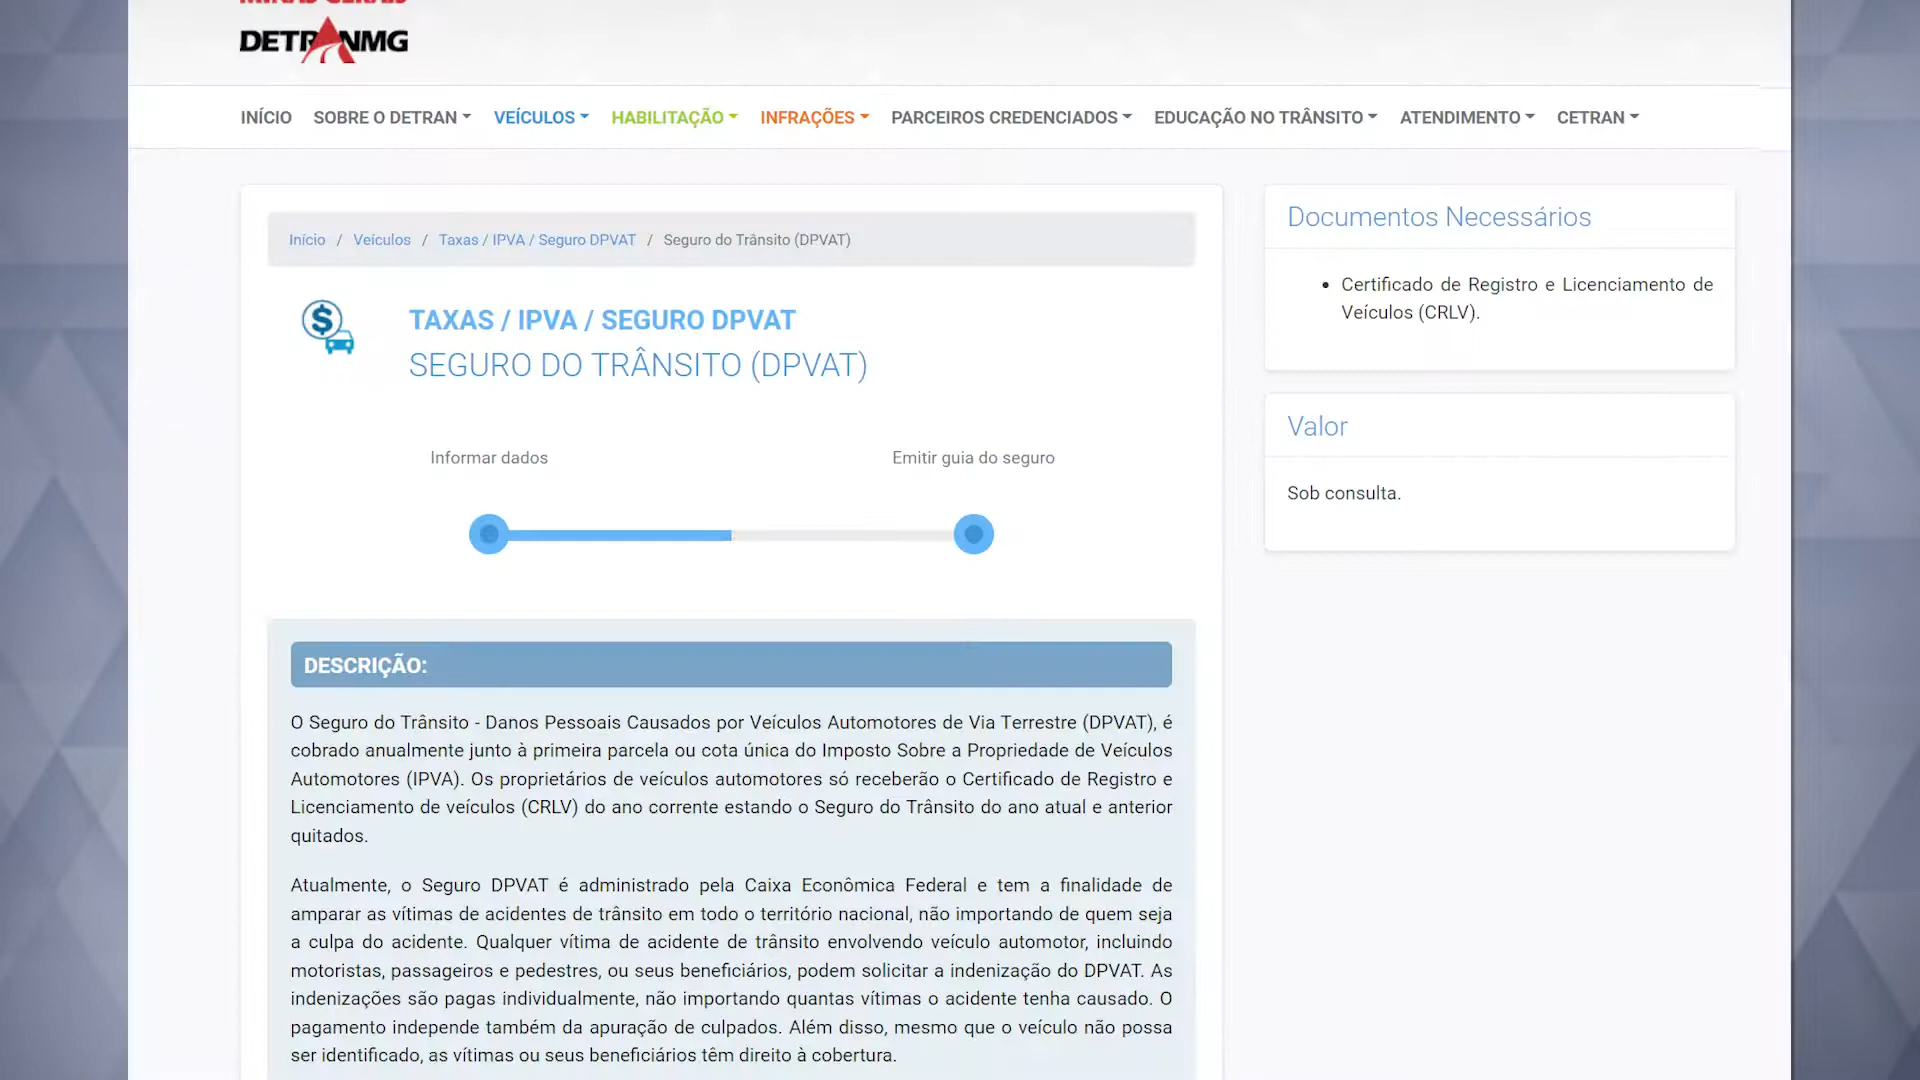 MINAS GERAIS
DETRANMG
INÍCIO SOBRE O DETRAN VEÍCULOS HABILITAÇÃO INFRAÇÕES PARCEIROS CREDENCIADOS EDUCAÇÃO NO TRÂNSITO ATENDIMENTO CETRAN
Início / Veículos / Taxas / IPVA / Seguro DPVAT / Seguro do Trânsito (DPVAT)
TAXAS / IPVA / SEGURO DPVAT
SEGURO DO TRÂNSITO (DPVAT)
Informar dados
Emitir guia do seguro
DESCRIÇÃO:
O Seguro do Trânsito - Danos Pessoais Causados por Veículos Automotores de Via Terrestre (DPVAT), é
cobrado anualmente junto à primeira parcela ou cota única do Imposto Sobre a Propriedade de Veículos
Automotores (IPVA). Os proprietários de veículos automotores só receberão o Certificado de Registro e
Licenciamento de veículos (CRLV) do ano corrente estando o Seguro do Trânsito do ano atual e anterior
quitados.
Atualmente, o Seguro DPVAT é administrado pela Caixa Econômica Federal e tem a finalidade de
amparar as vítimas de acidentes de trânsito em todo o território nacional, não importando de quem seja
a culpa do acidente. Qualquer vítima de acidente de trânsito envolvendo veículo automotor, incluindo
motoristas, passageiros e pedestres, ou seus beneficiários, podem solicitar a indenização do DPVAT. As
indenizações são pagas individualmente, não importando quantas vítimas o acidente tenha causado. O
pagamento independe também da apuração de culpados. Além disso, mesmo que o veículo não possa
ser identificado, as vítimas ou seus beneficiários têm direito à cobertura.
Documentos Necessários
Certificado de Registro e Licenciamento de
Veículos (CRLV).
Valor
Sob consulta.